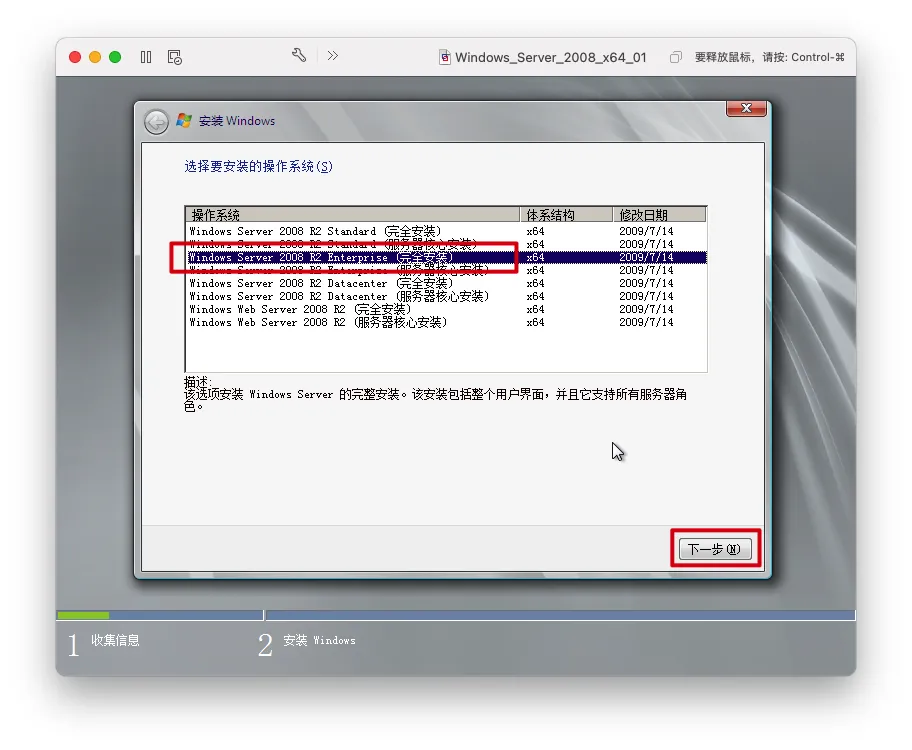 Windows_Server_2008_x64_01
要释放鼠标，请按: Control-⌘
安装 Windows
选择要安装的操作系统(S)
操作系统 体系结构 修改日期
Windows Server 2008 R2 Standard (完全安装) x64 2009/7/14
Windows Server 2008 R2 Standard (服务器核心安装) x64 2009/7/14
Windows Server 2008 R2 Enterprise (完全安装) x64 2009/7/14
Windows Server 2008 R2 Enterprise (服务器核心安装) x64 2009/7/14
Windows Server 2008 R2 Datacenter (完全安装) x64 2009/7/14
Windows Server 2008 R2 Datacenter (服务器核心安装) x64 2009/7/14
Windows Web Server 2008 R2 (完全安装) x64 2009/7/14
Windows Web Server 2008 R2 (服务器核心安装) x64 2009/7/14
描述:
该选项安装 Windows Server 的完整安装。该安装包括整个用户界面，并且它支持所有服务器角
色。
下一步(N)
1 收集信息
2 安装 Windows